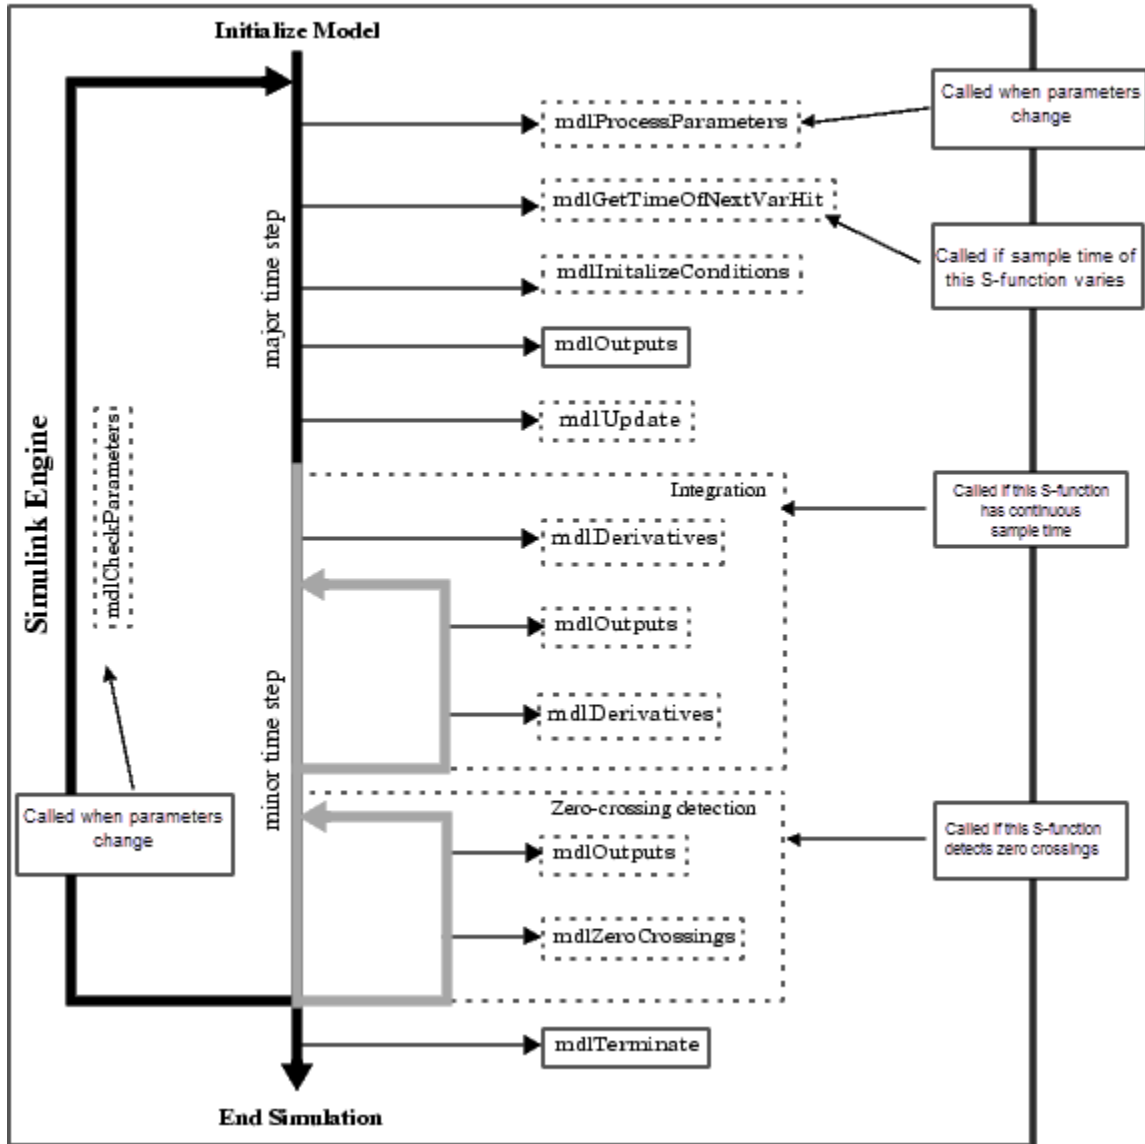 Initialize Model
Called when parameters
change
mdlProcessParameters
mdlGetTimeOfNextVarHit
Called if sample time of
this S-function varies
mdlInitalizeConditions
major time step
mdlOutputs
mdlUpdate
Simulink Engine
mdlCheckParameters
Integration
Called if this S-function
has continuous
sample time
mdlDerivatives
mdlOutputs
mdlDerivatives
minor time step
Called when parameters
change
Zero-crossing detection
mdlOutputs
Called if this S-function
detects zero crossings
mdlZeroCrossings
mdlTerminate
End Simulation